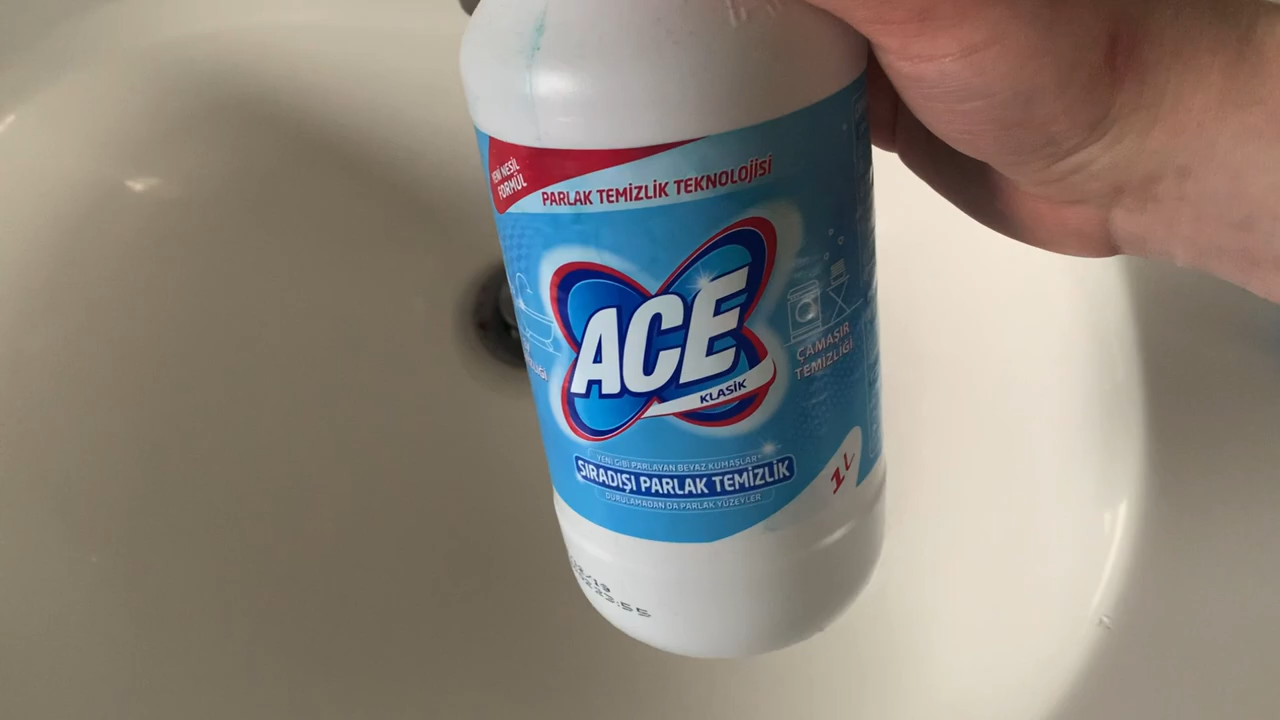 YENİ NESİL
FORMÜL
PARLAK TEMİZLİK TEKNOLOJİSİ
ACE
KLASİK
ÇAMAŞIR
TEMİZLİĞİ
YENİ GİBİ PARLAYAN BEYAZ KUMAŞLAR*
SIRADIŞI PARLAK TEMİZLİK
DURULAMADAN DA PARLAK YÜZEYLER
1 L